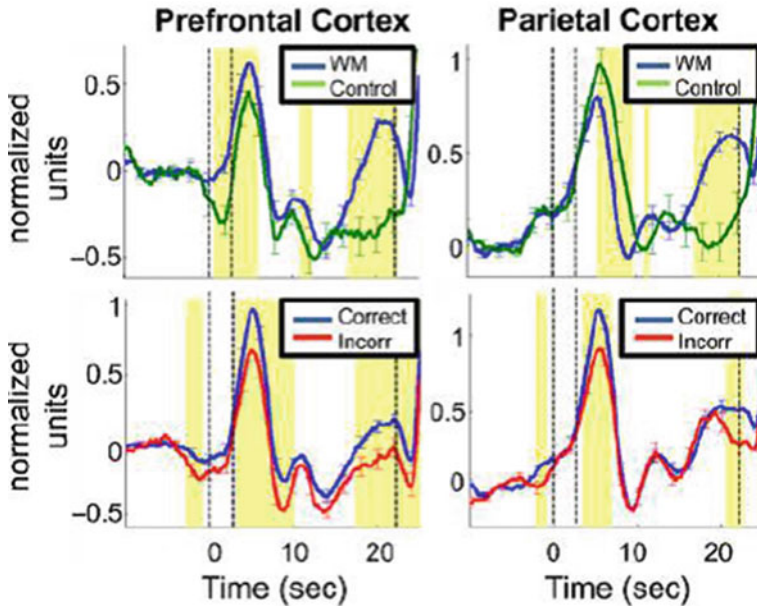 Prefrontal Cortex
Parietal Cortex
normalized units
0.5
0
−0.5
WM
Control
1
0.5
0
WM
Control
normalized units
1
0.5
0
−0.5
Correct
Incorr
1
0.5
0
Correct
Incorr
0 10 20
0 10 20
Time (sec)
Time (sec)